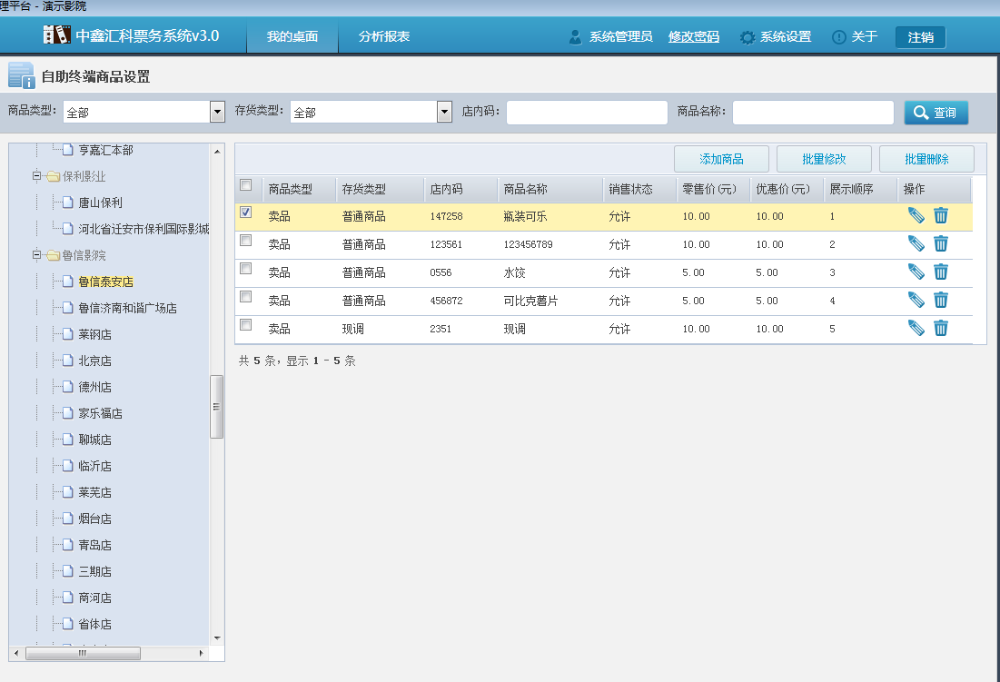 理平台 - 演示影院
中鑫汇科票务系统v3.0 我的桌面 分析报表 系统管理员 修改密码 系统设置 关于 注销
自助终端商品设置
商品类型: 全部 存货类型: 全部 店内码: 商品名称: 查询
亨嘉汇本部
保利影业
唐山保利
河北省迁安市保利国际影城
鲁信影院
鲁信泰安店
鲁信济南和谐广场店
莱钢店
北京店
德州店
家乐福店
聊城店
临沂店
莱芜店
烟台店
青岛店
三期店
商河店
省体店
添加商品 批量修改 批量删除
商品类型 存货类型 店内码 商品名称 销售状态 零售价(元) 优惠价(元) 展示顺序 操作
卖品 普通商品 147258 瓶装可乐 允许 10.00 10.00 1
卖品 普通商品 123561 123456789 允许 10.00 10.00 2
卖品 普通商品 0556 水饺 允许 5.00 5.00 3
卖品 普通商品 456872 可比克薯片 允许 5.00 5.00 4
卖品 现调 2351 现调 允许 10.00 10.00 5
共 5 条，显示 1 - 5 条